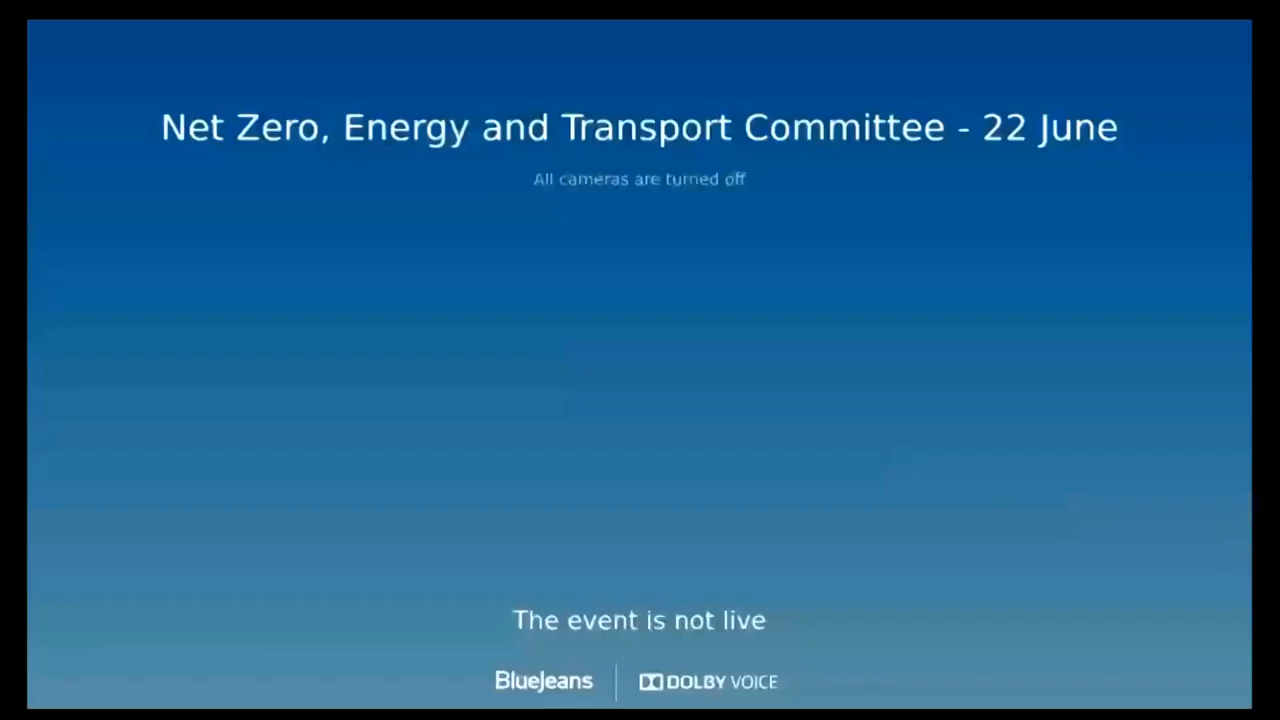 Net Zero, Energy and Transport Committee - 22 June
All cameras are turned off
The event is not live
BlueJeans DOLBY VOICE